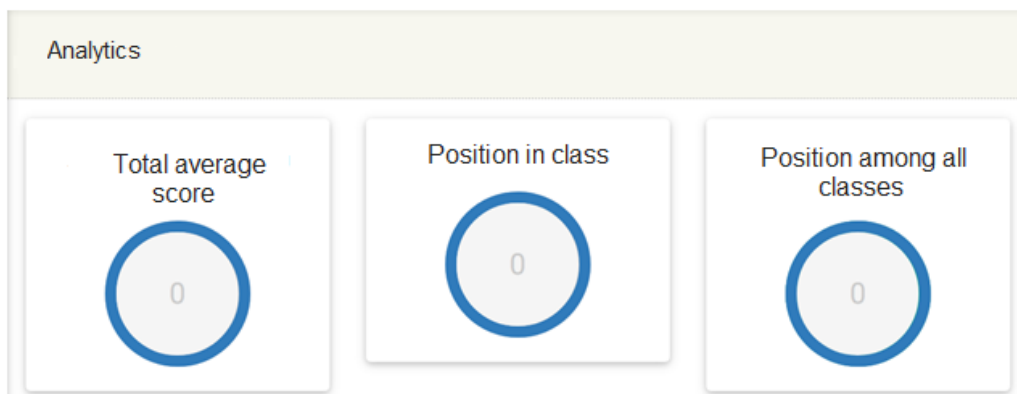 Analytics
Total average
score
0
Position in class
0
Position among all
classes
0